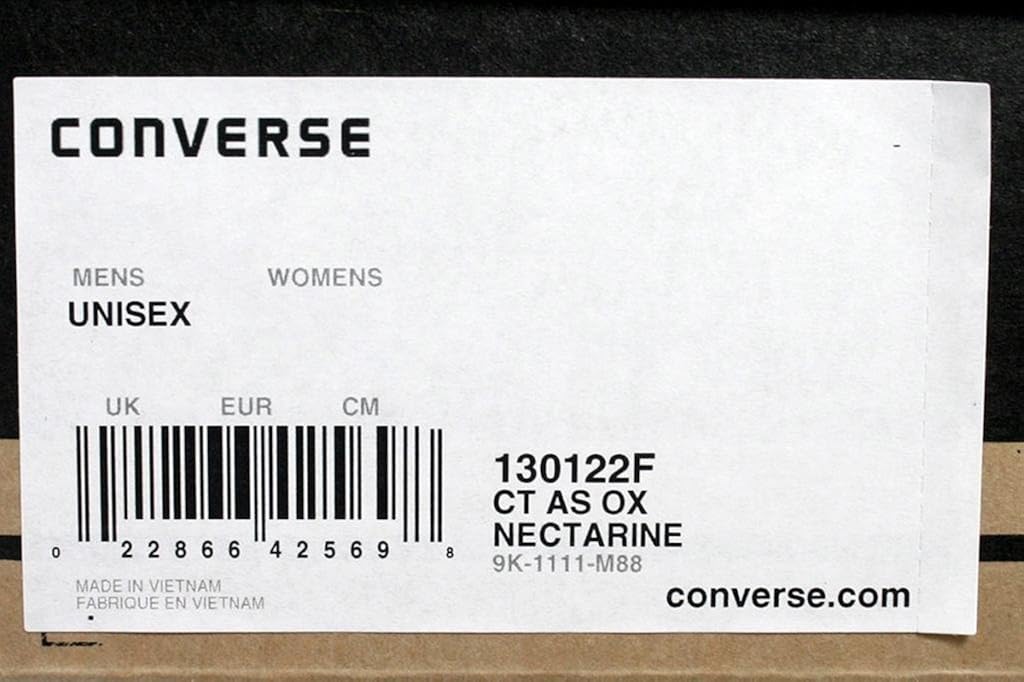 CONVERSE
MENS WOMENS
UNISEX
UK EUR CM
0 22866 42569 8
130122F
CT AS OX
NECTARINE
9K-1111-M88
MADE IN VIETNAM
FABRIQUE EN VIETNAM
converse.com